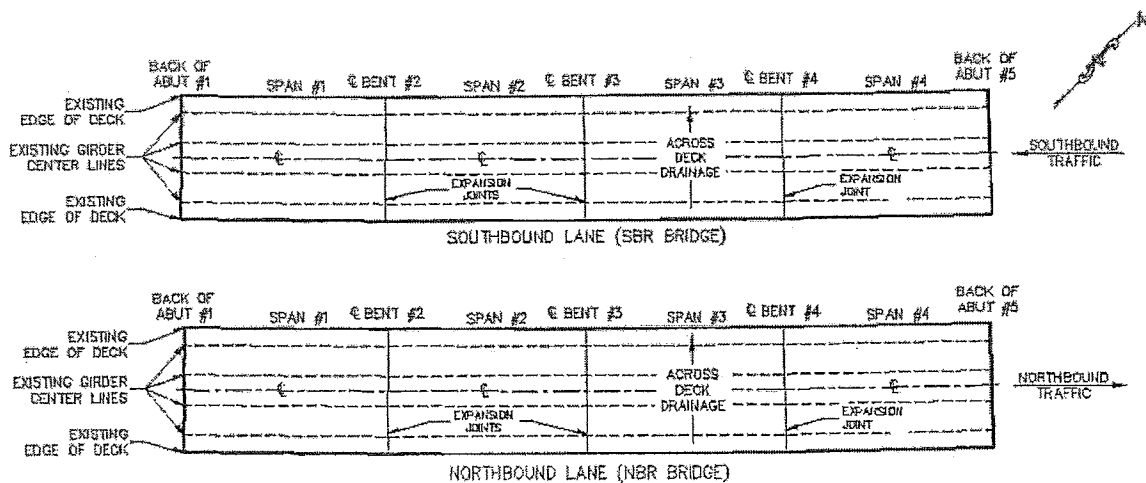 N
BACK OF
ABUT #1
SPAN #1
℄ BENT #2
SPAN #2
℄ BENT #3
SPAN #3
℄ BENT #4
SPAN #4
BACK OF
ABUT #5
EXISTING
EDGE OF DECK
EXISTING GIRDER
CENTER LINES
EXISTING
EDGE OF DECK
℄
℄
ACROSS
DECK
DRAINAGE
℄
EXPANSION
JOINTS
EXPANSION
JOINT
SOUTHBOUND
TRAFFIC
SOUTHBOUND LANE (SBR BRIDGE)
BACK OF
ABUT #1
SPAN #1
℄ BENT #2
SPAN #2
℄ BENT #3
SPAN #3
℄ BENT #4
SPAN #4
BACK OF
ABUT #5
EXISTING
EDGE OF DECK
EXISTING GIRDER
CENTER LINES
EXISTING
EDGE OF DECK
℄
℄
ACROSS
DECK
DRAINAGE
℄
EXPANSION
JOINTS
EXPANSION
JOINT
NORTHBOUND
TRAFFIC
NORTHBOUND LANE (NBR BRIDGE)